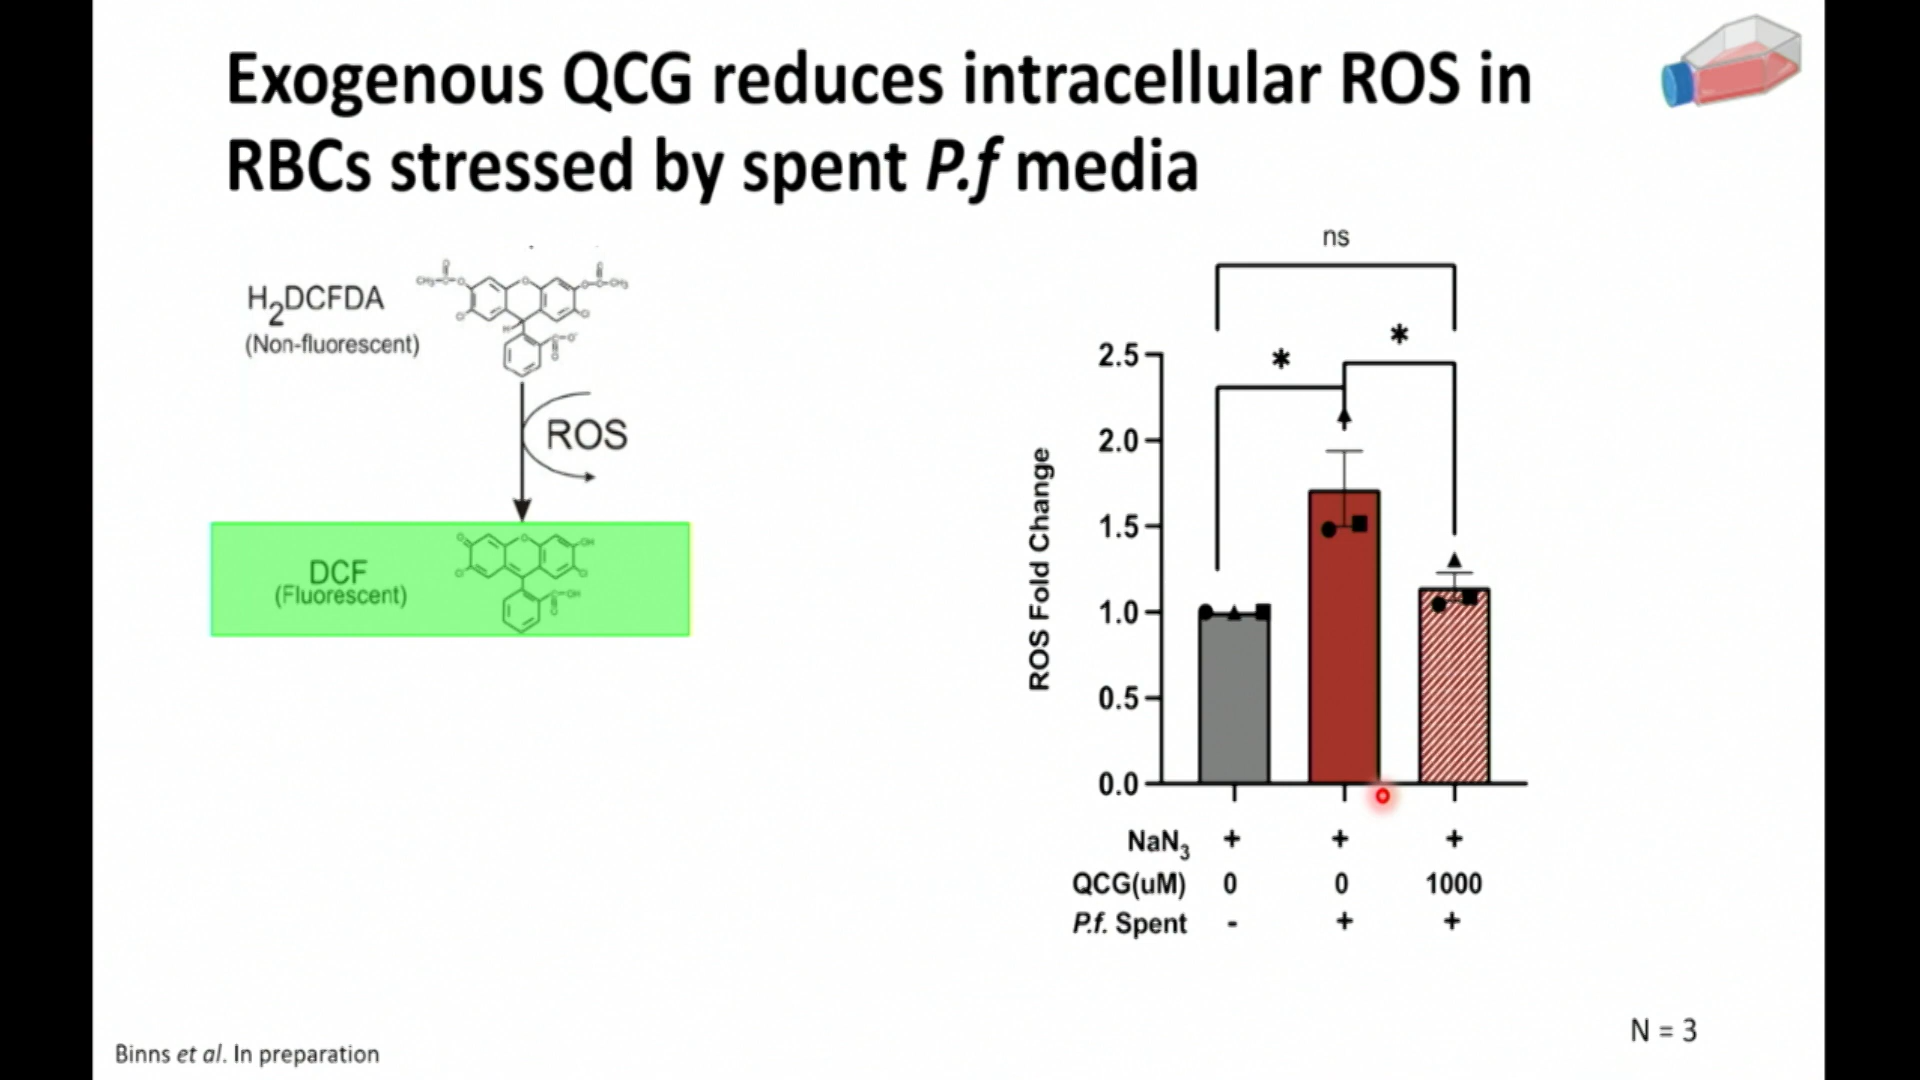 Exogenous QCG reduces intracellular ROS in
RBCs stressed by spent P.f media
H2DCFDA
(Non-fluorescent)
ROS
DCF
(Fluorescent)
ns
*
*
ROS Fold Change
2.5
2.0
1.5
1.0
0.5
0.0
NaN3 + + +
QCG(uM) 0 0 1000
P.f. Spent - + +
N = 3
Binns et al. In preparation